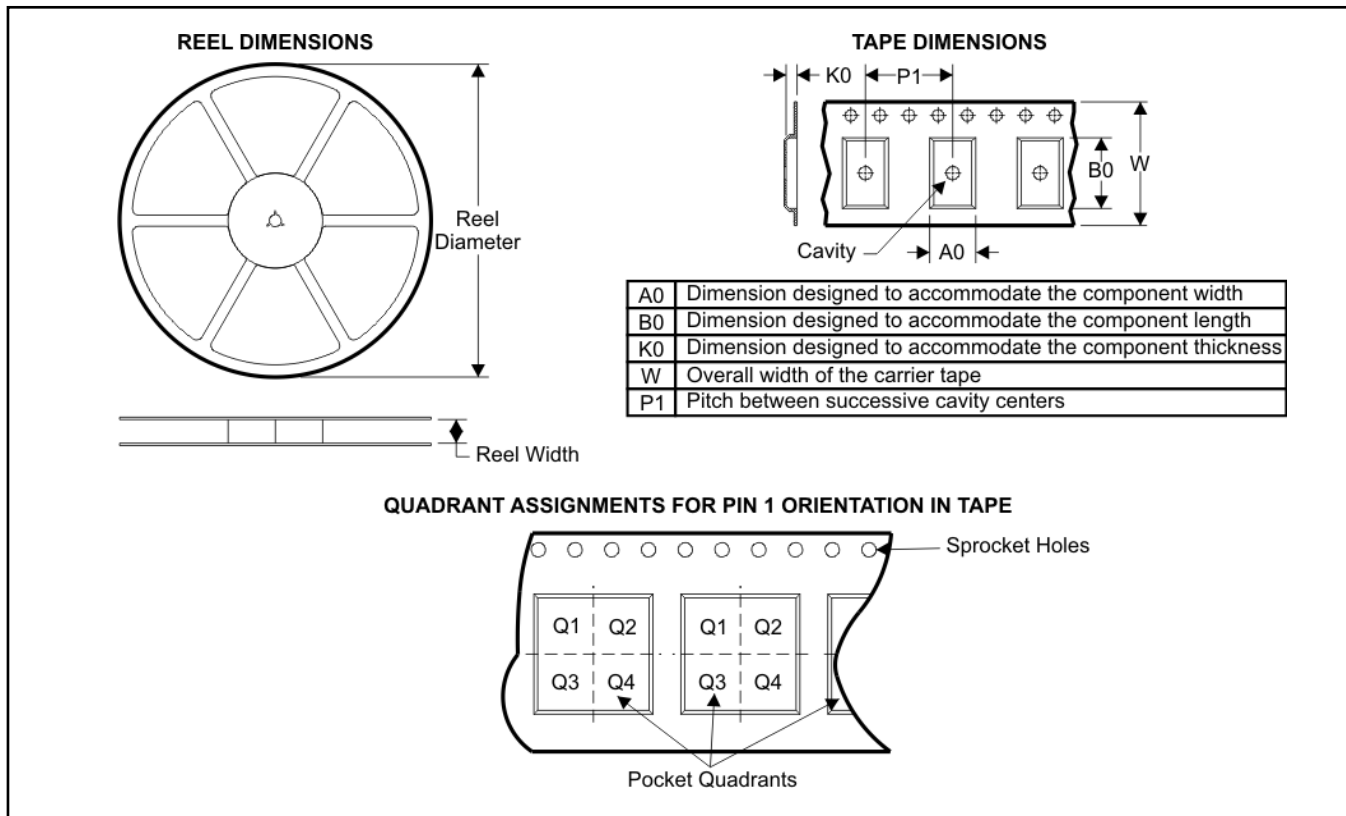 REEL DIMENSIONS
Reel
Diameter
Reel Width
TAPE DIMENSIONS
K0
P1
B0
W
Cavity
A0
A0 Dimension designed to accommodate the component width
B0 Dimension designed to accommodate the component length
K0 Dimension designed to accommodate the component thickness
W Overall width of the carrier tape
P1 Pitch between successive cavity centers
QUADRANT ASSIGNMENTS FOR PIN 1 ORIENTATION IN TAPE
Sprocket Holes
Q1 Q2 Q1 Q2
Q3 Q4 Q3 Q4
Pocket Quadrants